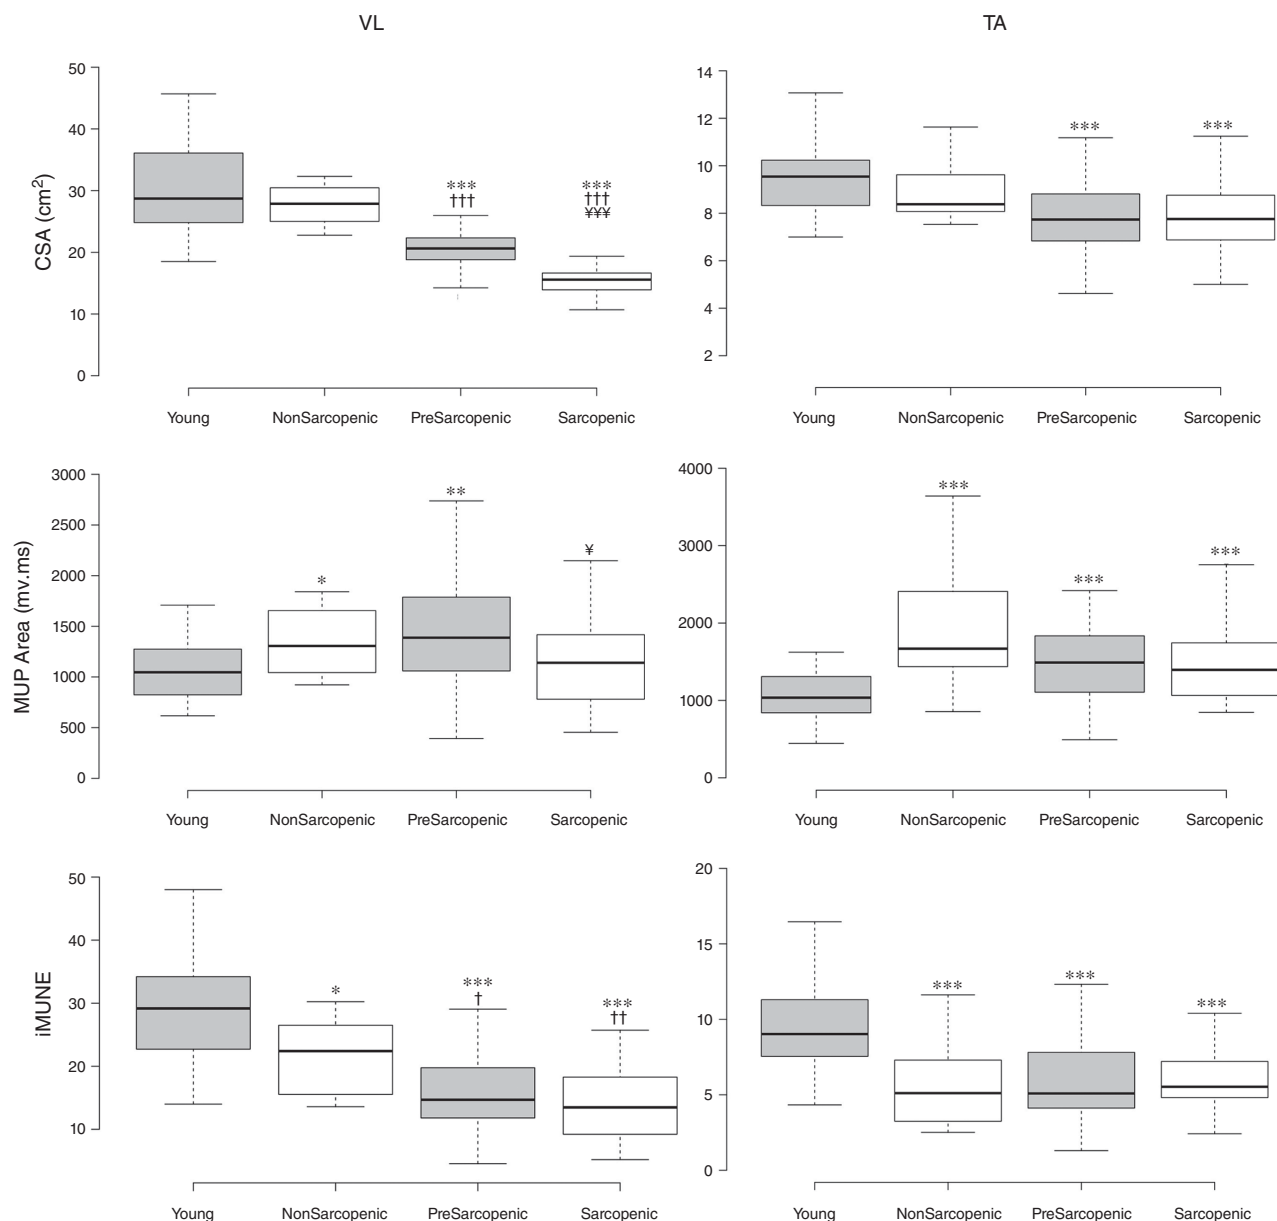 VL
TA
CSA (cm²)
50
40
30
20
10
0
***
†††
***
†††
¥¥¥
Young
NonSarcopenic
PreSarcopenic
Sarcopenic
14
12
10
8
6
4
2
***
***
Young
NonSarcopenic
PreSarcopenic
Sarcopenic
MUP Area (mv.ms)
3000
2500
2000
1500
1000
500
0
*
**
¥
Young
NonSarcopenic
PreSarcopenic
Sarcopenic
4000
3000
2000
1000
0
***
***
***
Young
NonSarcopenic
PreSarcopenic
Sarcopenic
iMUNE
50
40
30
20
10
*
***
†
***
††
Young
NonSarcopenic
PreSarcopenic
Sarcopenic
20
15
10
5
0
***
***
***
Young
NonSarcopenic
PreSarcopenic
Sarcopenic